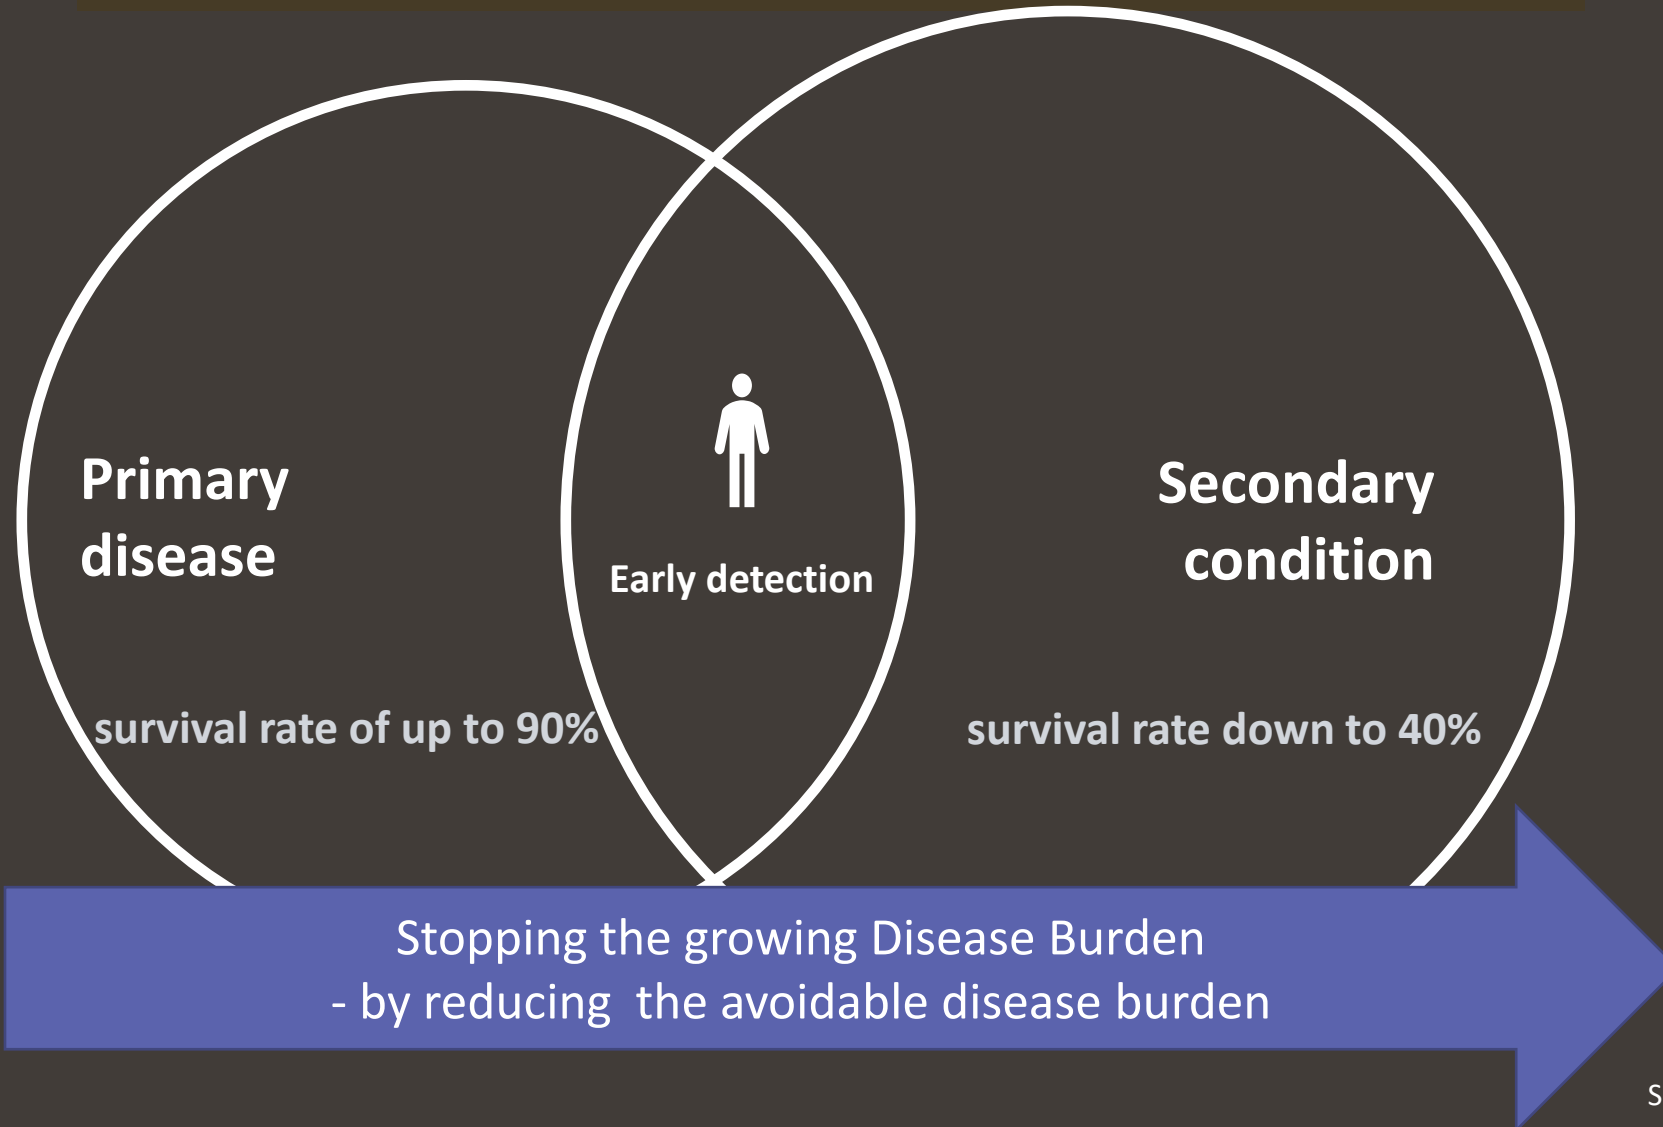 Primary
disease
Early detection
Secondary
condition
survival rate of up to 90%
survival rate down to 40%
Stopping the growing Disease Burden
- by reducing  the avoidable disease burden
S